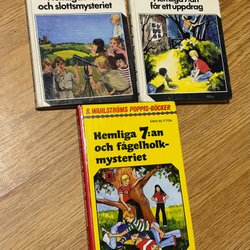 och slottsmysteriet
får ett uppdrag
B. WAHLSTRÖMS POPPIS-BÖCKER
ENID BLYTON
Hemliga 7:an
och fågelholk-
mysteriet